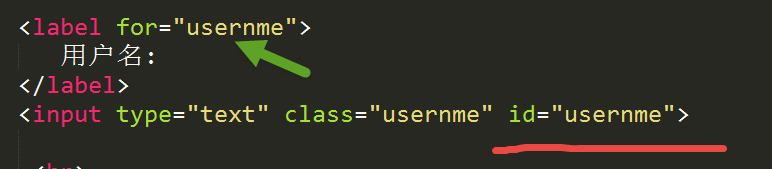 <label for="usernme">
用户名:
</label>
<input type="text" class="usernme" id="usernme">